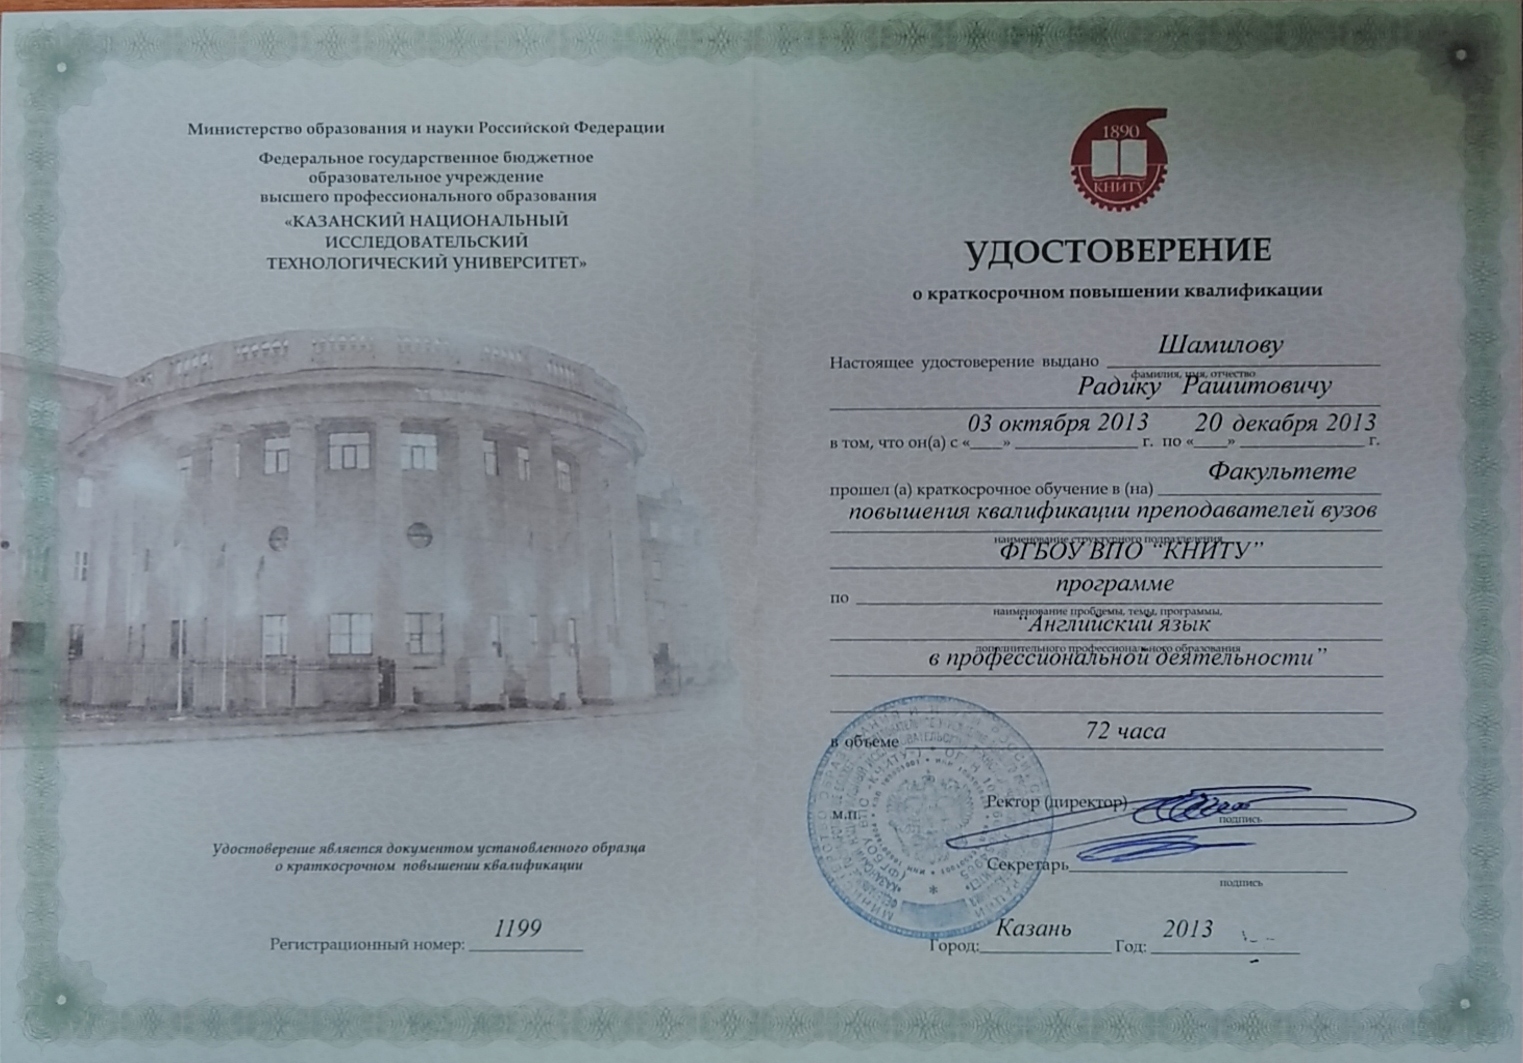 Министерство образования и науки Российской Федерации
Федеральное государственное бюджетное
образовательное учреждение
высшего профессионального образования
«КАЗАНСКИЙ НАЦИОНАЛЬНЫЙ
ИССЛЕДОВАТЕЛЬСКИЙ
ТЕХНОЛОГИЧЕСКИЙ УНИВЕРСИТЕТ»
Удостоверение является документом установленного образца
о краткосрочном повышении квалификации
Регистрационный номер: 1199
1890
КНИТУ
УДОСТОВЕРЕНИЕ
о краткосрочном повышении квалификации
Настоящее удостоверение выдано Шамилову
фамилия, имя, отчество
Радику Рашитовичу
03 октября 2013 20 декабря 2013
в том, что он(а) с «____» ______________ г. по «____» ______________ г.
Факультете
прошел (а) краткосрочное обучение в (на)
повышения квалификации преподавателей вузов
наименование структурного подразделения
ФГБОУ ВПО “КНИТУ”
программе
по
наименование проблемы, темы, программы,
“Английский язык
дополнительного профессионального образования
в профессиональной деятельности”
в объеме 72 часа
Ректор (директор)
м.п.
подпись
Секретарь
подпись
Город: Казань Год: 2013